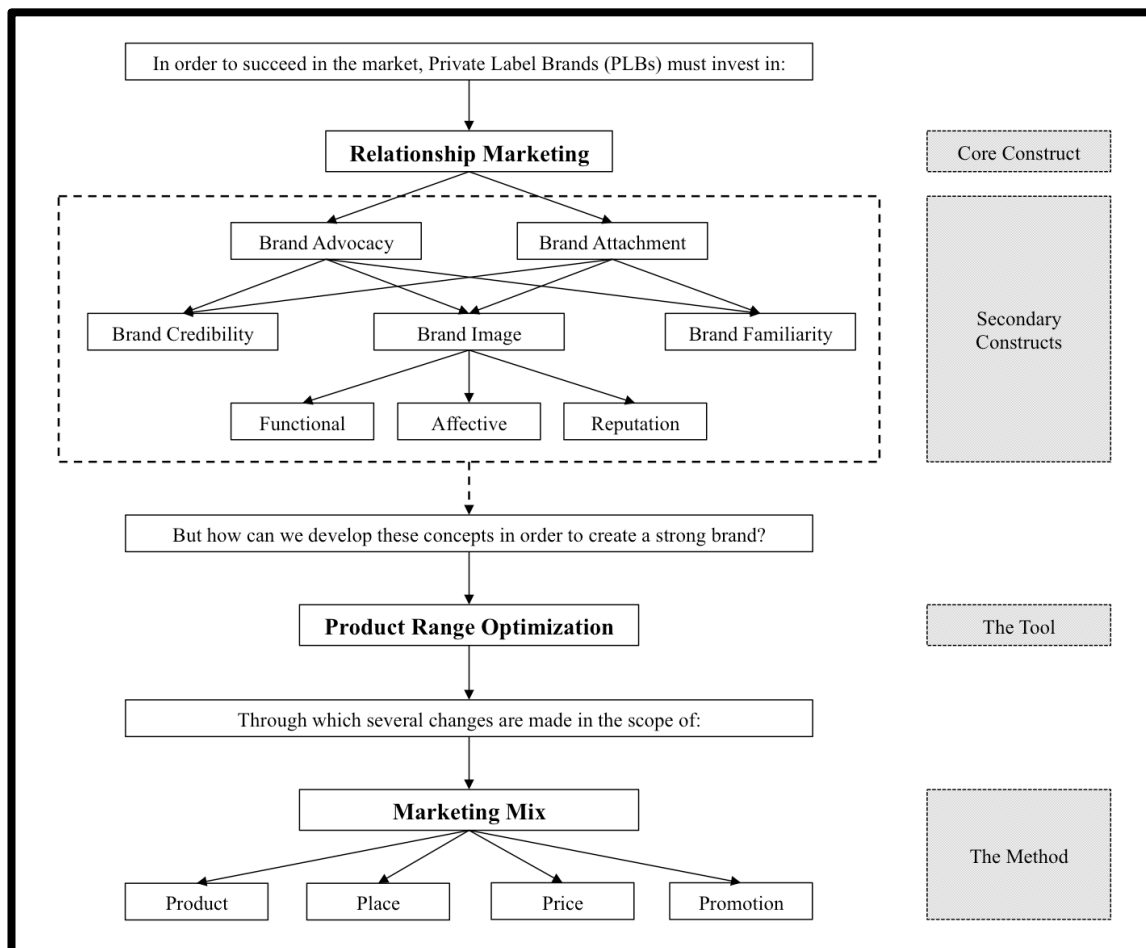 In order to succeed in the market, Private Label Brands (PLBs) must invest in:
Relationship Marketing
Core Construct
Brand Advocacy
Brand Attachment
Brand Credibility
Brand Image
Brand Familiarity
Secondary
Constructs
Functional
Affective
Reputation
But how can we develop these concepts in order to create a strong brand?
Product Range Optimization
The Tool
Through which several changes are made in the scope of:
Marketing Mix
The Method
Product
Place
Price
Promotion